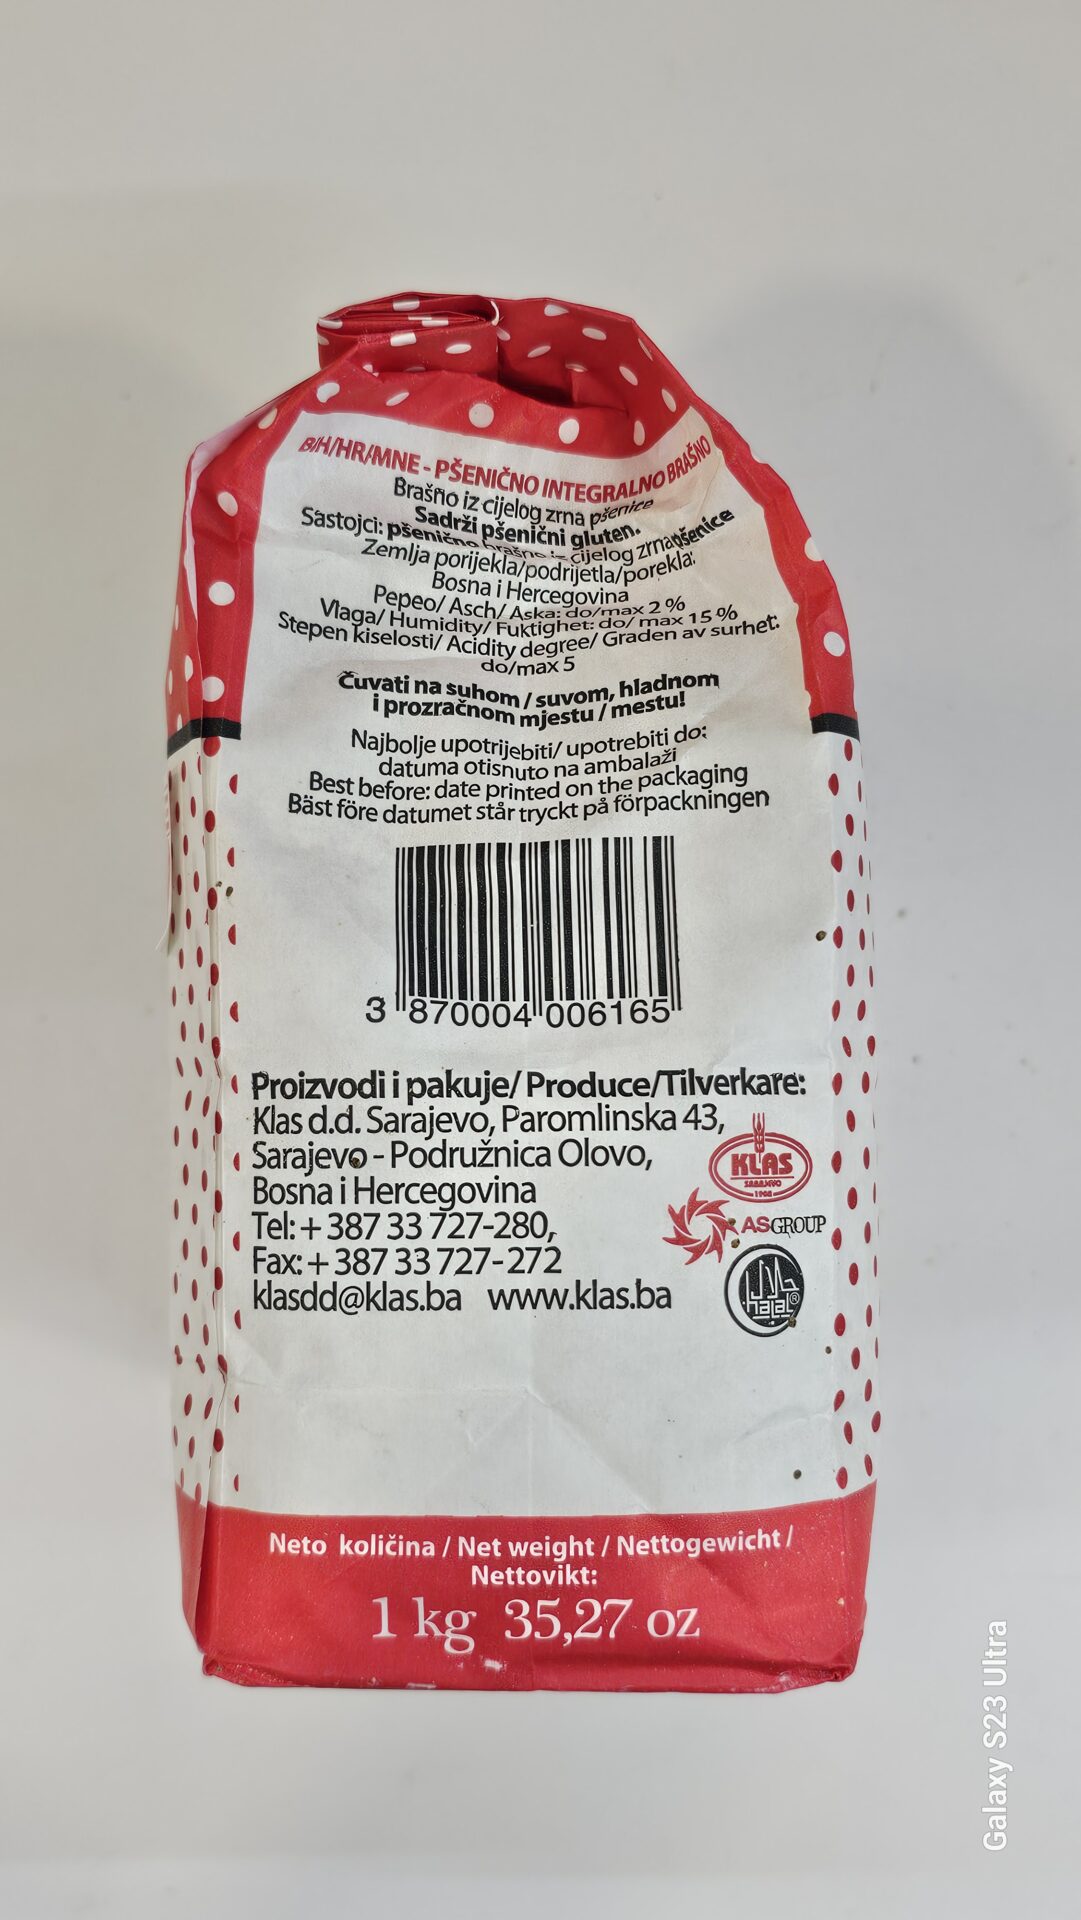 BIH/HR/MNE - PŠENIČNO INTEGRALNO BRAŠNO
Brašno iz cijelog zrna pšenice
Sadrži pšenični gluten.
Sastojci: pšenično brašno iz cijelog zrna pšenice
Zemlja porijekla/podrijetla/porekla:
Bosna i Hercegovina
Pepeo/ Asch/ Aska: do/max 2 %
Vlaga/ Humidity/ Fuktighet: do/ max 15 %
Stepen kiselosti/ Acidity degree/ Graden av surhet:
do/max 5
Čuvati na suhom / suvom, hladnom
i prozračnom mjestu / mestu!
Najbolje upotrijebiti/ upotrebiti do:
datuma otisnuto na ambalaži
Best before: date printed on the packaging
Bäst före datumet står tryckt på förpackningen
3 870004 006165
Proizvodi i pakuje/ Produce/Tilverkare:
Klas d.d. Sarajevo, Paromlinska 43,
Sarajevo - Podružnica Olovo,
Bosna i Hercegovina
Tel: + 387 33 727-280,
Fax: + 387 33 727-272
klasdd@klas.ba www.klas.ba
KLAS
SARAJEVO
1902
ASGROUP
حلال
halal®
Neto količina / Net weight / Nettogewicht /
Nettovikt:
1 kg 35,27 oz
Galaxy S23 Ultra